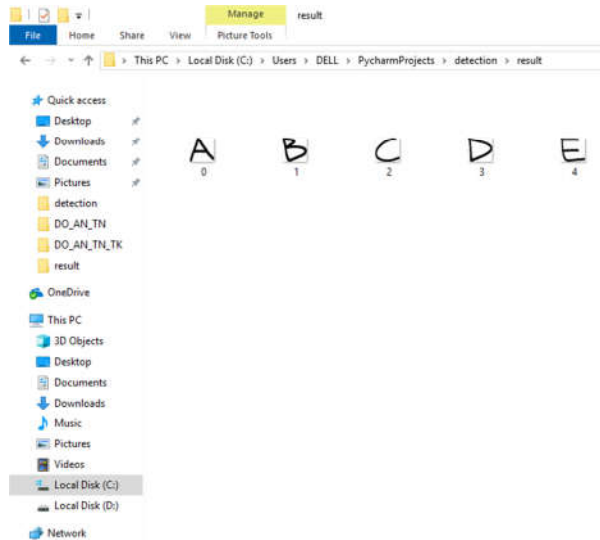 Manage result
File Home Share View Picture Tools
This PC > Local Disk (C:) > Users > DELL > PycharmProjects > detection > result
Quick access
Desktop
Downloads
Documents
Pictures
detection
DO_AN_TN
DO_AN_TN_TK
result
OneDrive
This PC
3D Objects
Desktop
Documents
Downloads
Music
Pictures
Videos
Local Disk (C:)
Local Disk (D:)
Network
A B C D E
0 1 2 3 4